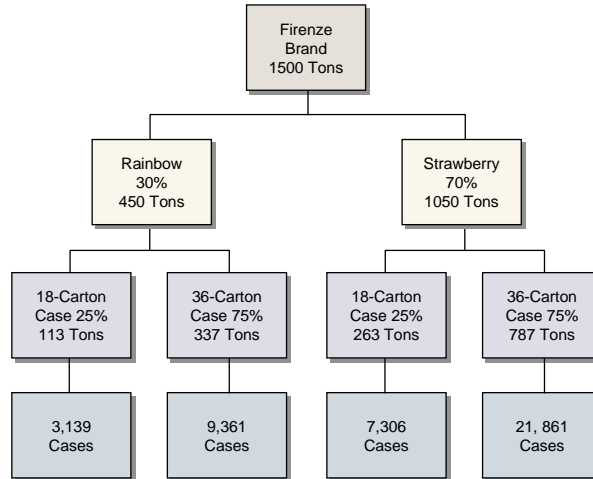 Firenze
Brand
1500 Tons
Rainbow
30%
450 Tons
Strawberry
70%
1050 Tons
18-Carton
Case 25%
113 Tons
36-Carton
Case 75%
337 Tons
18-Carton
Case 25%
263 Tons
36-Carton
Case 75%
787 Tons
3,139
Cases
9,361
Cases
7,306
Cases
21, 861
Cases